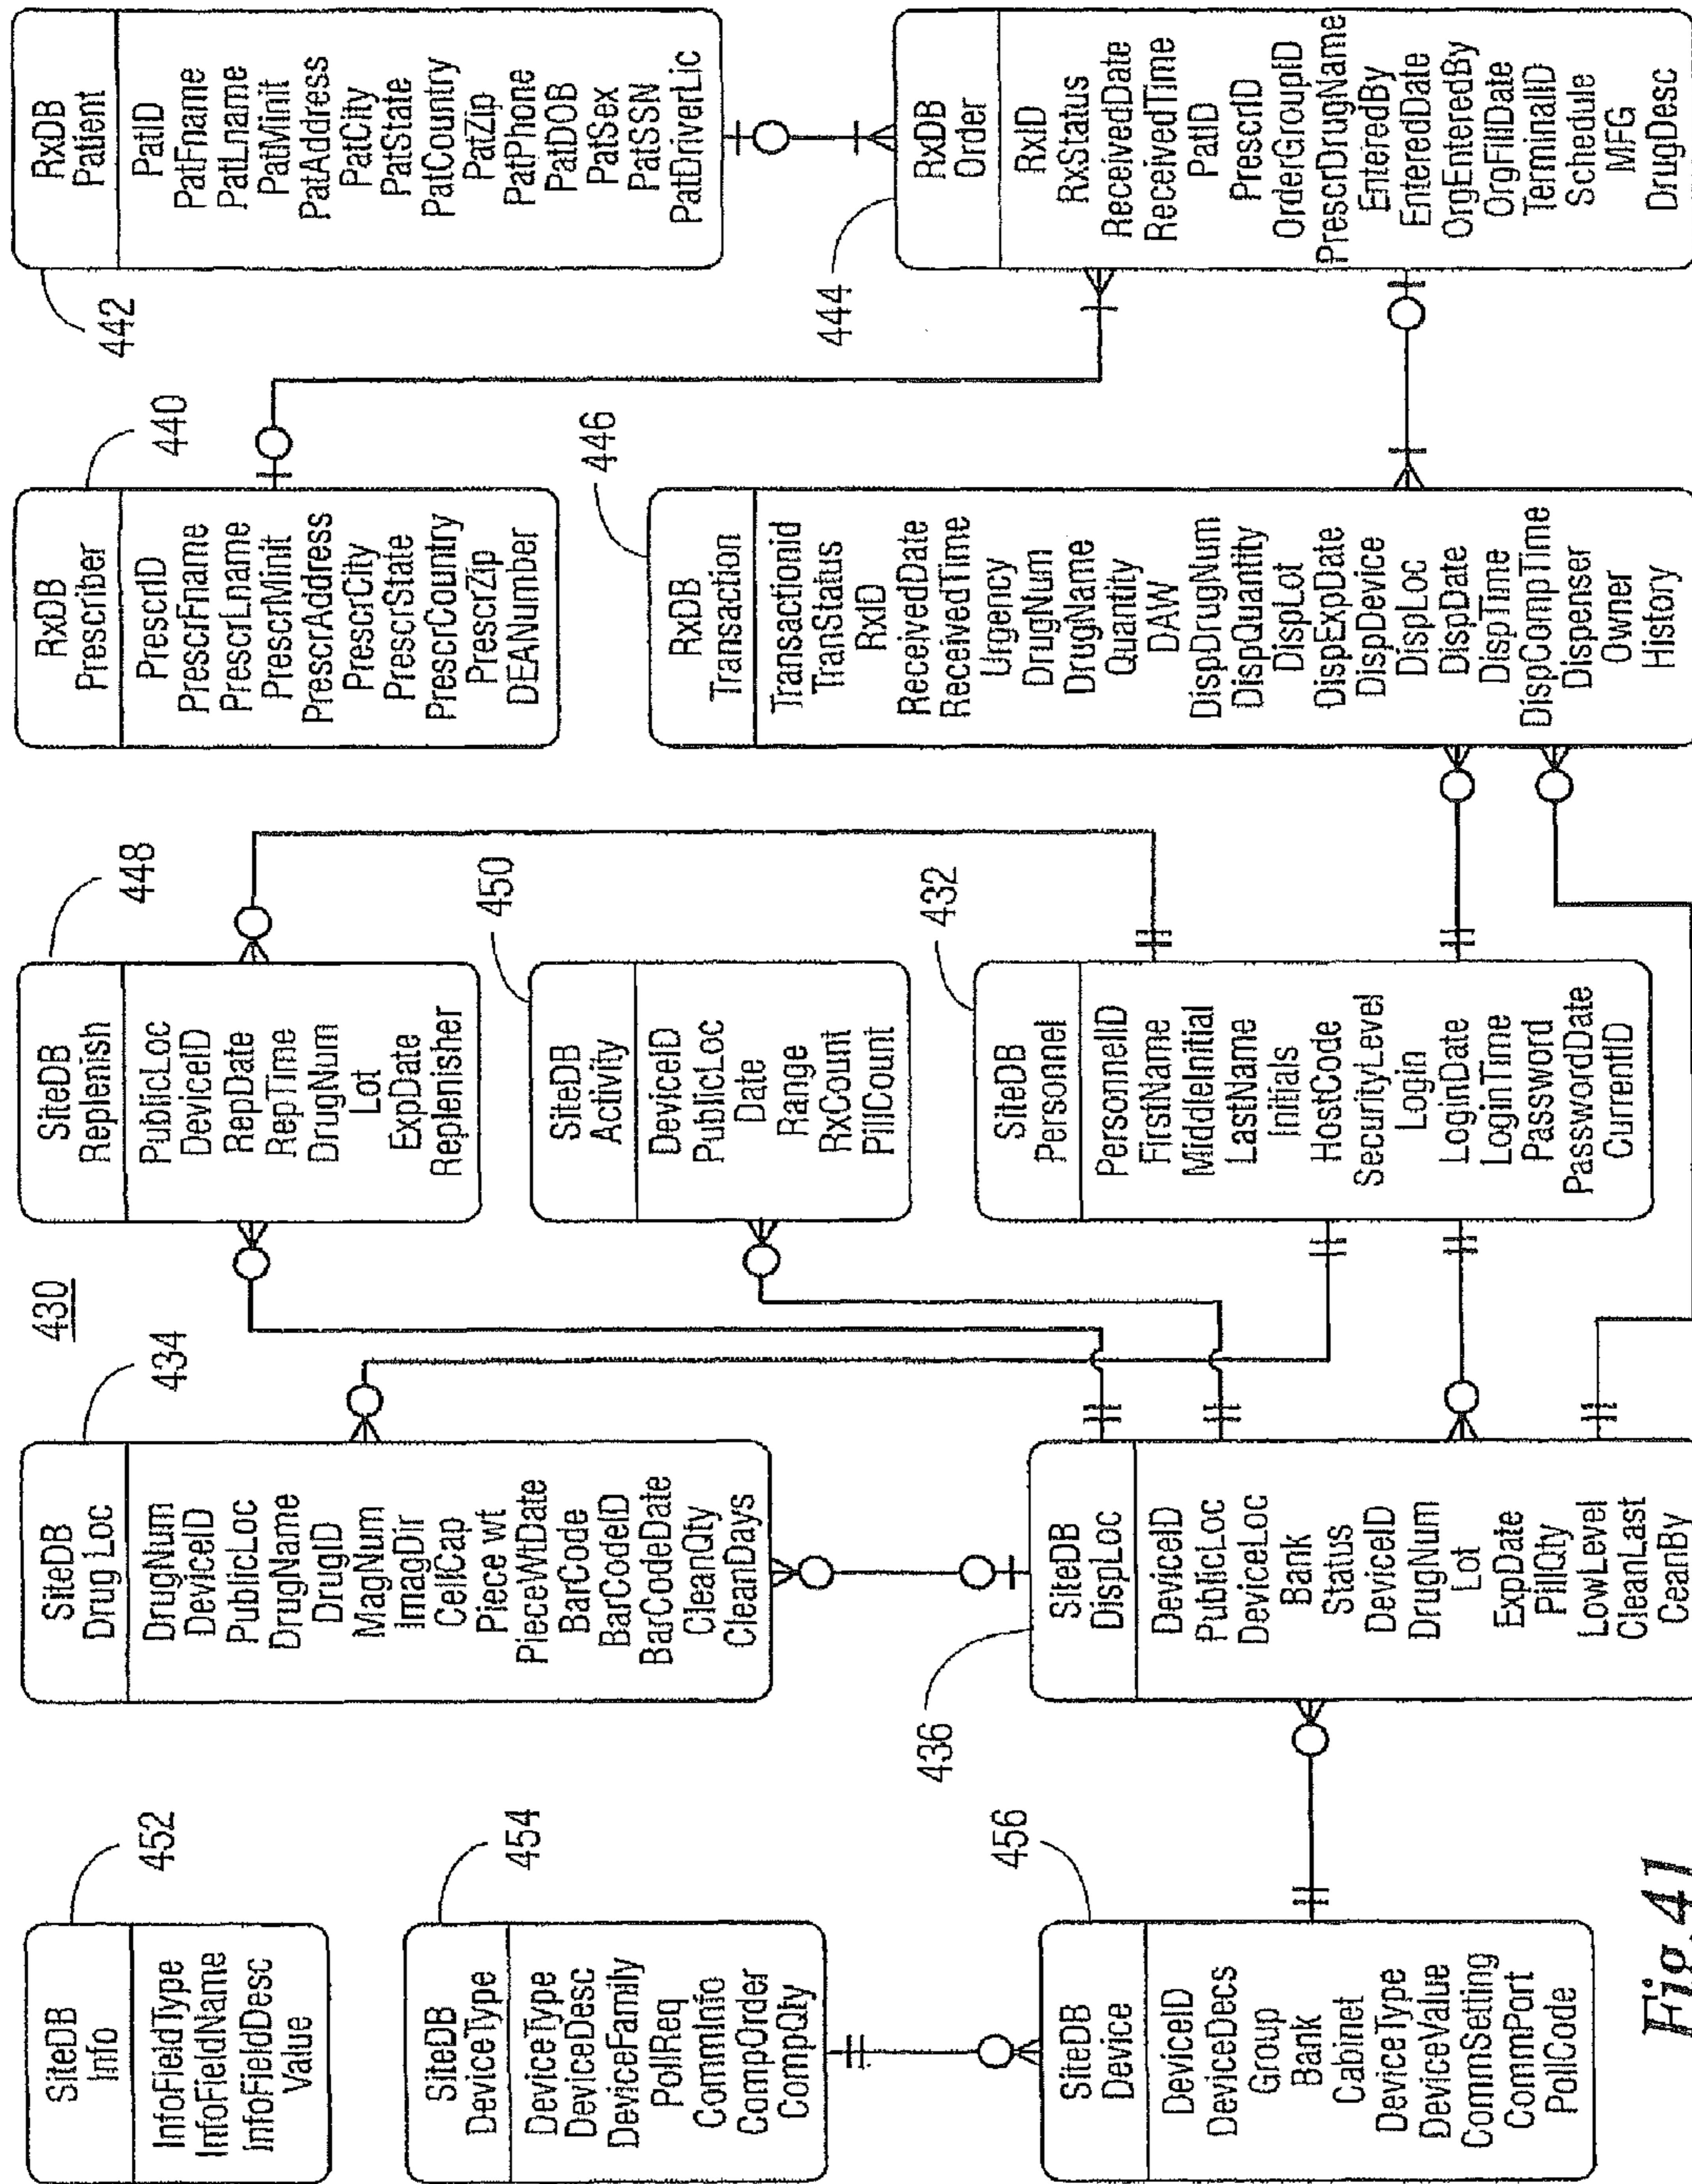 430
452
SiteDB
Info
InfoFieldType
InfoFieldName
InfoFieldDesc
Value
434
SiteDB
Drug Loc
DrugNum
DeviceID
PublicLoc
DrugName
DrugID
MagNum
ImagDir
CellCap
Piece wt
PieceWtDate
BarCode
BarCodeID
BarCodeDate
CleanQty
CleanDays
448
SiteDB
Replenish
PublicLoc
DeviceID
RepDate
RepTime
DrugNum
Lot
ExpDate
Replenisher
440
RxDB
Prescriber
PrescrID
PrescrFname
PrescrLname
PrescrMinit
PrescrAddress
PrescrCity
PrescrState
PrescrCountry
PrescrZip
DEANumber
442
RxDB
Patient
PatID
PatFname
PatLname
PatMinit
PatAddress
PatCity
PatState
PatCountry
PatZip
PatPhone
PatDOB
PatSex
PatSSN
PatDriverLic
454
SiteDB
DeviceType
DeviceType
DeviceDesc
DeviceFamily
PollReq
CommInfo
CompOrder
CompQty
450
SiteDB
Activity
DeviceID
PublicLoc
Date
Range
RxCount
PillCount
456
SiteDB
Device
DeviceID
DeviceDecs
Group
Bank
Cabinet
DeviceType
DeviceValue
CommSetting
CommPort
PollCode
436
SiteDB
DispLoc
DeviceID
PublicLoc
DeviceLoc
Bank
Status
DeviceID
DrugNum
Lot
ExpDate
PillQty
LowLevel
CleanLast
CeanBy
432
SiteDB
Personnel
PersonnelID
FirstName
MiddleInitial
LastName
Initials
HostCode
SecurityLevel
Login
LoginDate
LoginTime
Password
PasswordDate
CurrentID
446
RxDB
Transaction
Transactionid
TranStatus
RxID
ReceivedDate
ReceivedTime
Urgency
DrugNum
DrugName
Quantity
DAW
DispDrugNum
DispQuantity
DispLot
DispExpDate
DispDevice
DispLoc
DispDate
DispTime
DispCompTime
Dispenser
Owner
History
444
RxDB
Order
RxID
RxStatus
ReceivedDate
ReceivedTime
PatID
PrescrID
OrderGroupID
PrescrDrugName
EnteredBy
EnteredDate
OrgEnteredBy
OrgFillDate
TerminalID
Schedule
MFG
DrugDesc
Fig.41